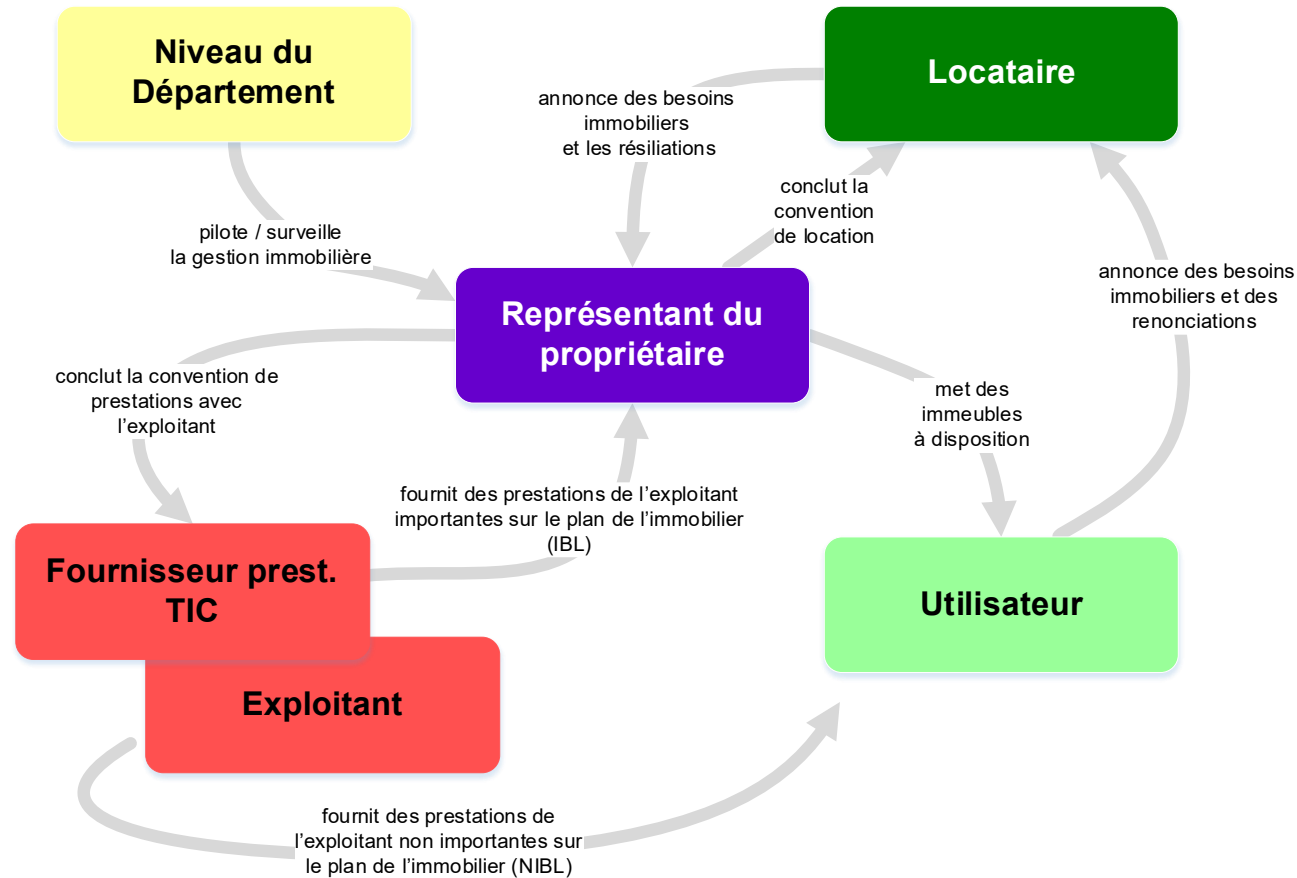 Niveau du
Département
Locataire
annonce des besoins
immobiliers
et les résiliations
conclut la
convention
de location
pilote / surveille
la gestion immobilière
annonce des besoins
immobiliers et des
renonciations
Représentant du
propriétaire
conclut la convention de
prestations avec
l’exploitant
met des
immeubles
à disposition
fournit des prestations de l’exploitant
importantes sur le plan de l’immobilier
(IBL)
Fournisseur prest.
TIC
Utilisateur
Exploitant
fournit des prestations de
l’exploitant non importantes sur
le plan de l’immobilier (NIBL)